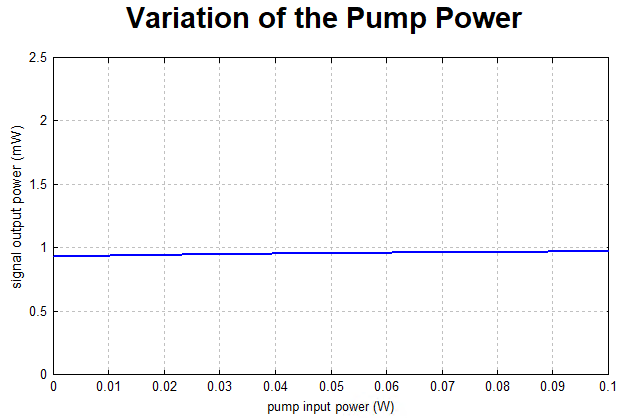 Variation of the Pump Power
2.5
2
1.5
1
0.5
0
signal output power (mW)
0 0.01 0.02 0.03 0.04 0.05 0.06 0.07 0.08 0.09 0.1
pump input power (W)